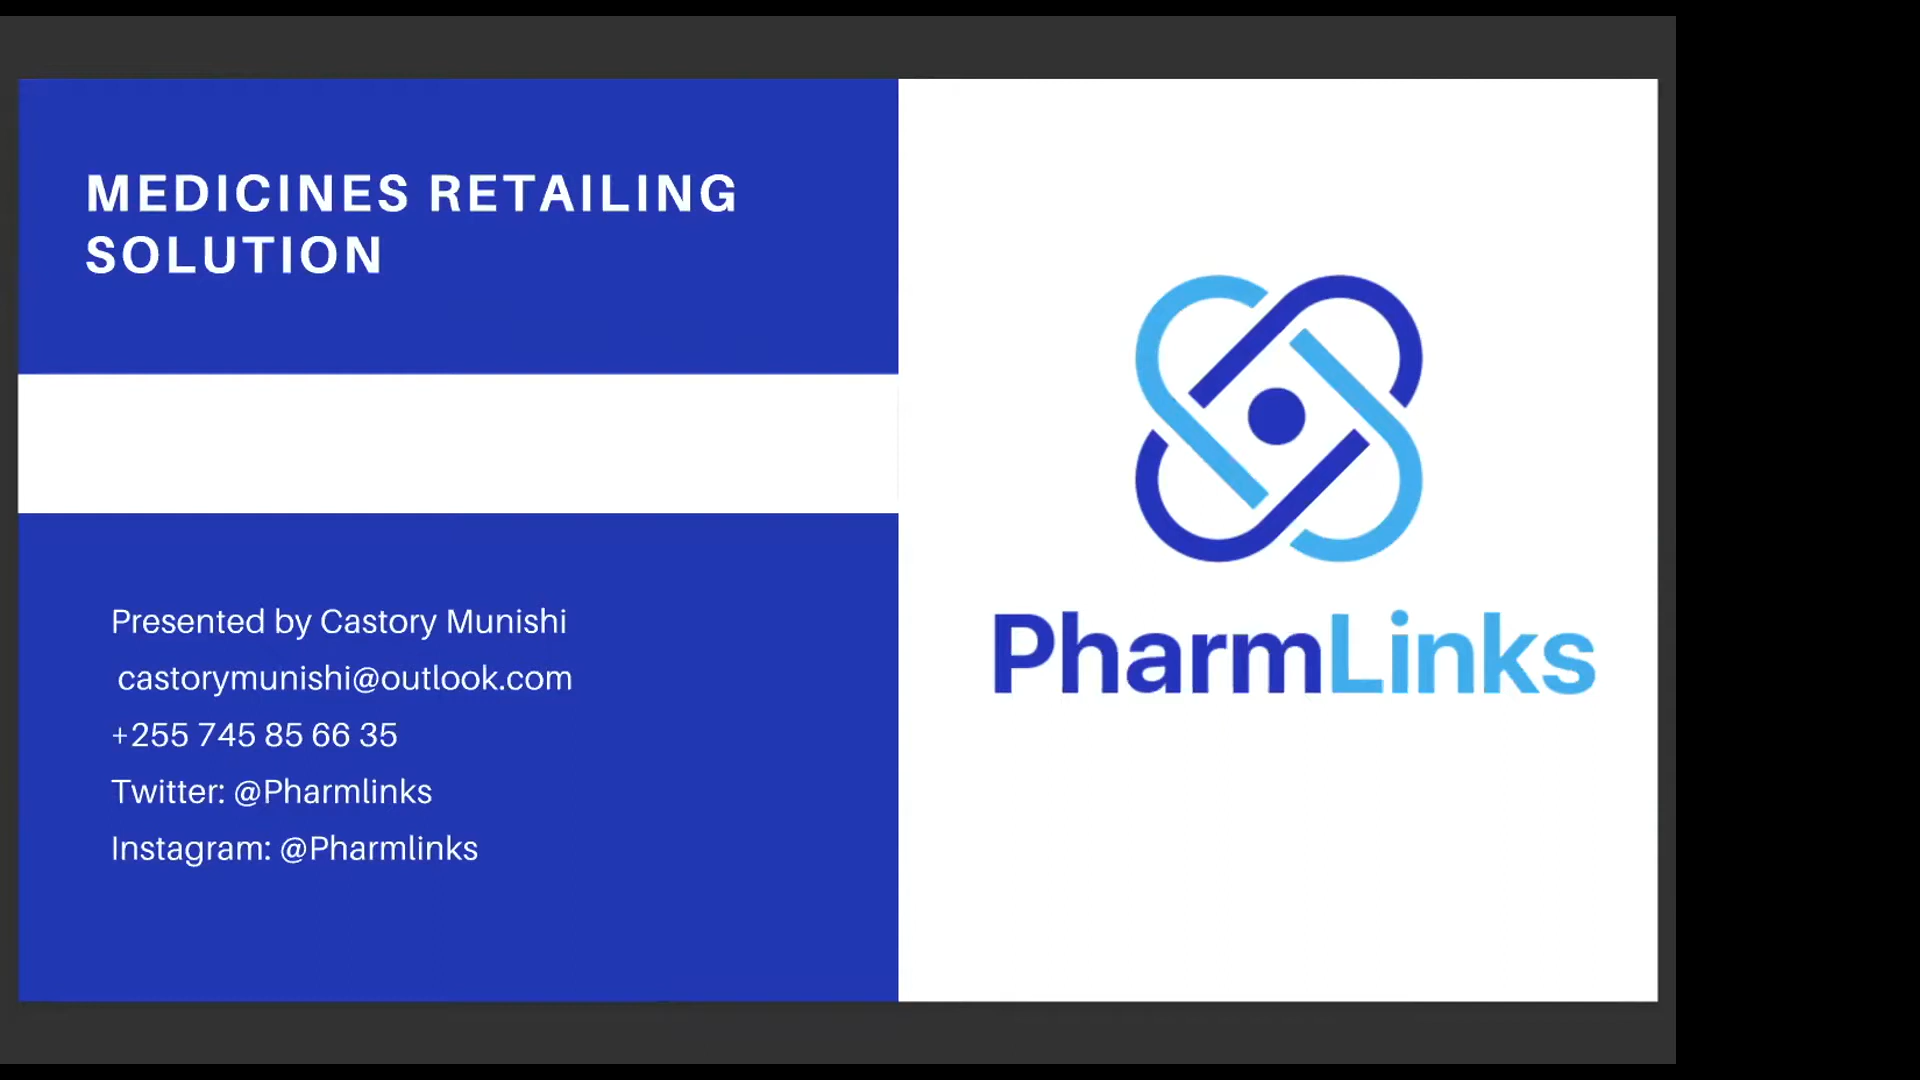 MEDICINES RETAILING
SOLUTION
Presented by Castory Munishi
castorymunishi@outlook.com
+255 745 85 66 35
Twitter: @Pharmlinks
Instagram: @Pharmlinks
PharmLinks